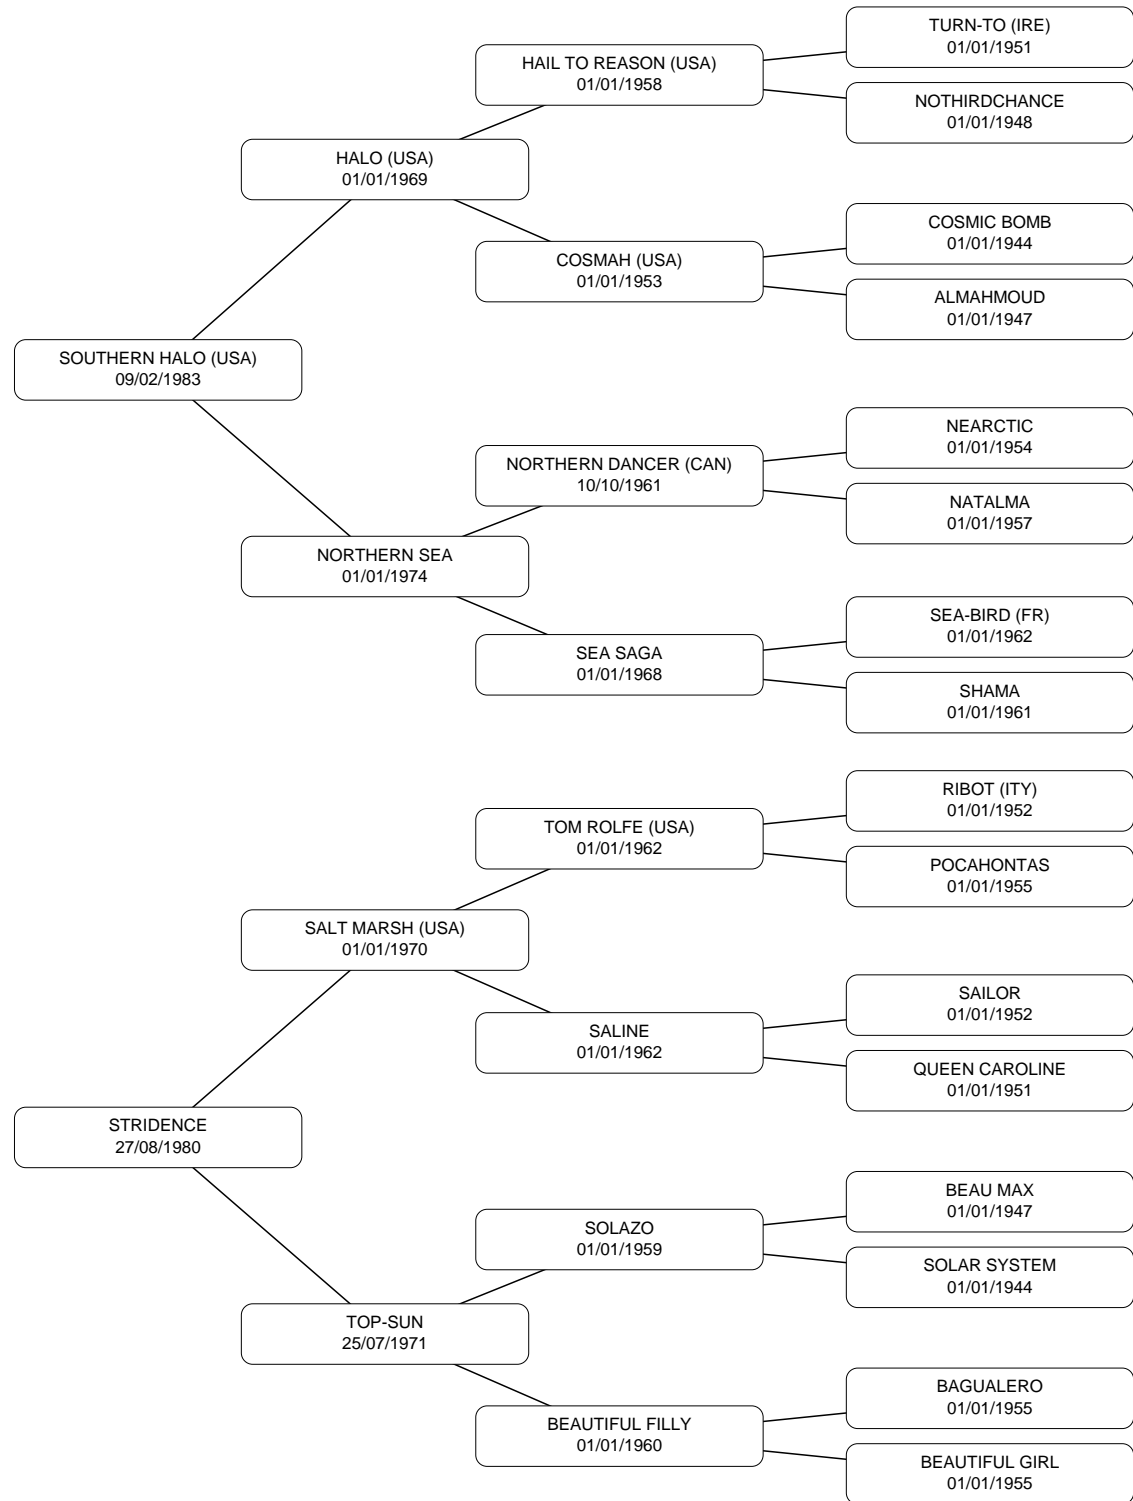 TURN-TO (IRE)
01/01/1951
HAIL TO REASON (USA)
01/01/1958
NOTHIRDCHANCE
01/01/1948
HALO (USA)
01/01/1969
COSMIC BOMB
01/01/1944
COSMAH (USA)
01/01/1953
ALMAHMOUD
01/01/1947
SOUTHERN HALO (USA)
09/02/1983
NEARCTIC
01/01/1954
NORTHERN DANCER (CAN)
10/10/1961
NATALMA
01/01/1957
NORTHERN SEA
01/01/1974
SEA-BIRD (FR)
01/01/1962
SEA SAGA
01/01/1968
SHAMA
01/01/1961
RIBOT (ITY)
01/01/1952
TOM ROLFE (USA)
01/01/1962
POCAHONTAS
01/01/1955
SALT MARSH (USA)
01/01/1970
SAILOR
01/01/1952
SALINE
01/01/1962
QUEEN CAROLINE
01/01/1951
STRIDENCE
27/08/1980
BEAU MAX
01/01/1947
SOLAZO
01/01/1959
SOLAR SYSTEM
01/01/1944
TOP-SUN
25/07/1971
BAGUALERO
01/01/1955
BEAUTIFUL FILLY
01/01/1960
BEAUTIFUL GIRL
01/01/1955